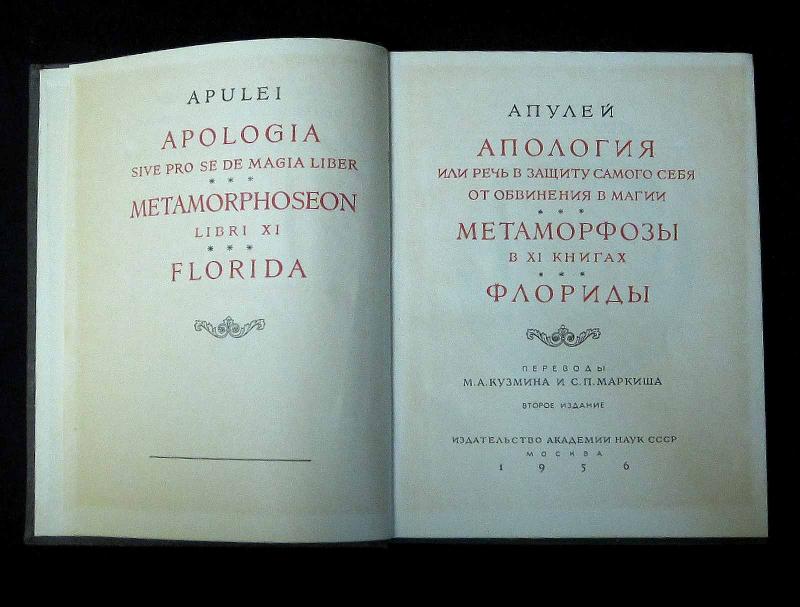 APULEI
APOLOGIA
SIVE PRO SE DE MAGIA LIBER
* * *
METAMORPHOSEON
LIBRI XI
* * *
FLORIDA
АПУЛЕЙ
АПОЛОГИЯ
ИЛИ РЕЧЬ В ЗАЩИТУ САМОГО СЕБЯ
ОТ ОБВИНЕНИЯ В МАГИИ
* * *
МЕТАМОРФОЗЫ
В XI КНИГАХ
* * *
ФЛОРИДЫ
ПЕРЕВОДЫ
М.А.КУЗМИНА И С.П.МАРКИША
ВТОРОЕ ИЗДАНИЕ
ИЗДАТЕЛЬСТВО АКАДЕМИИ НАУК СССР
МОСКВА
1956